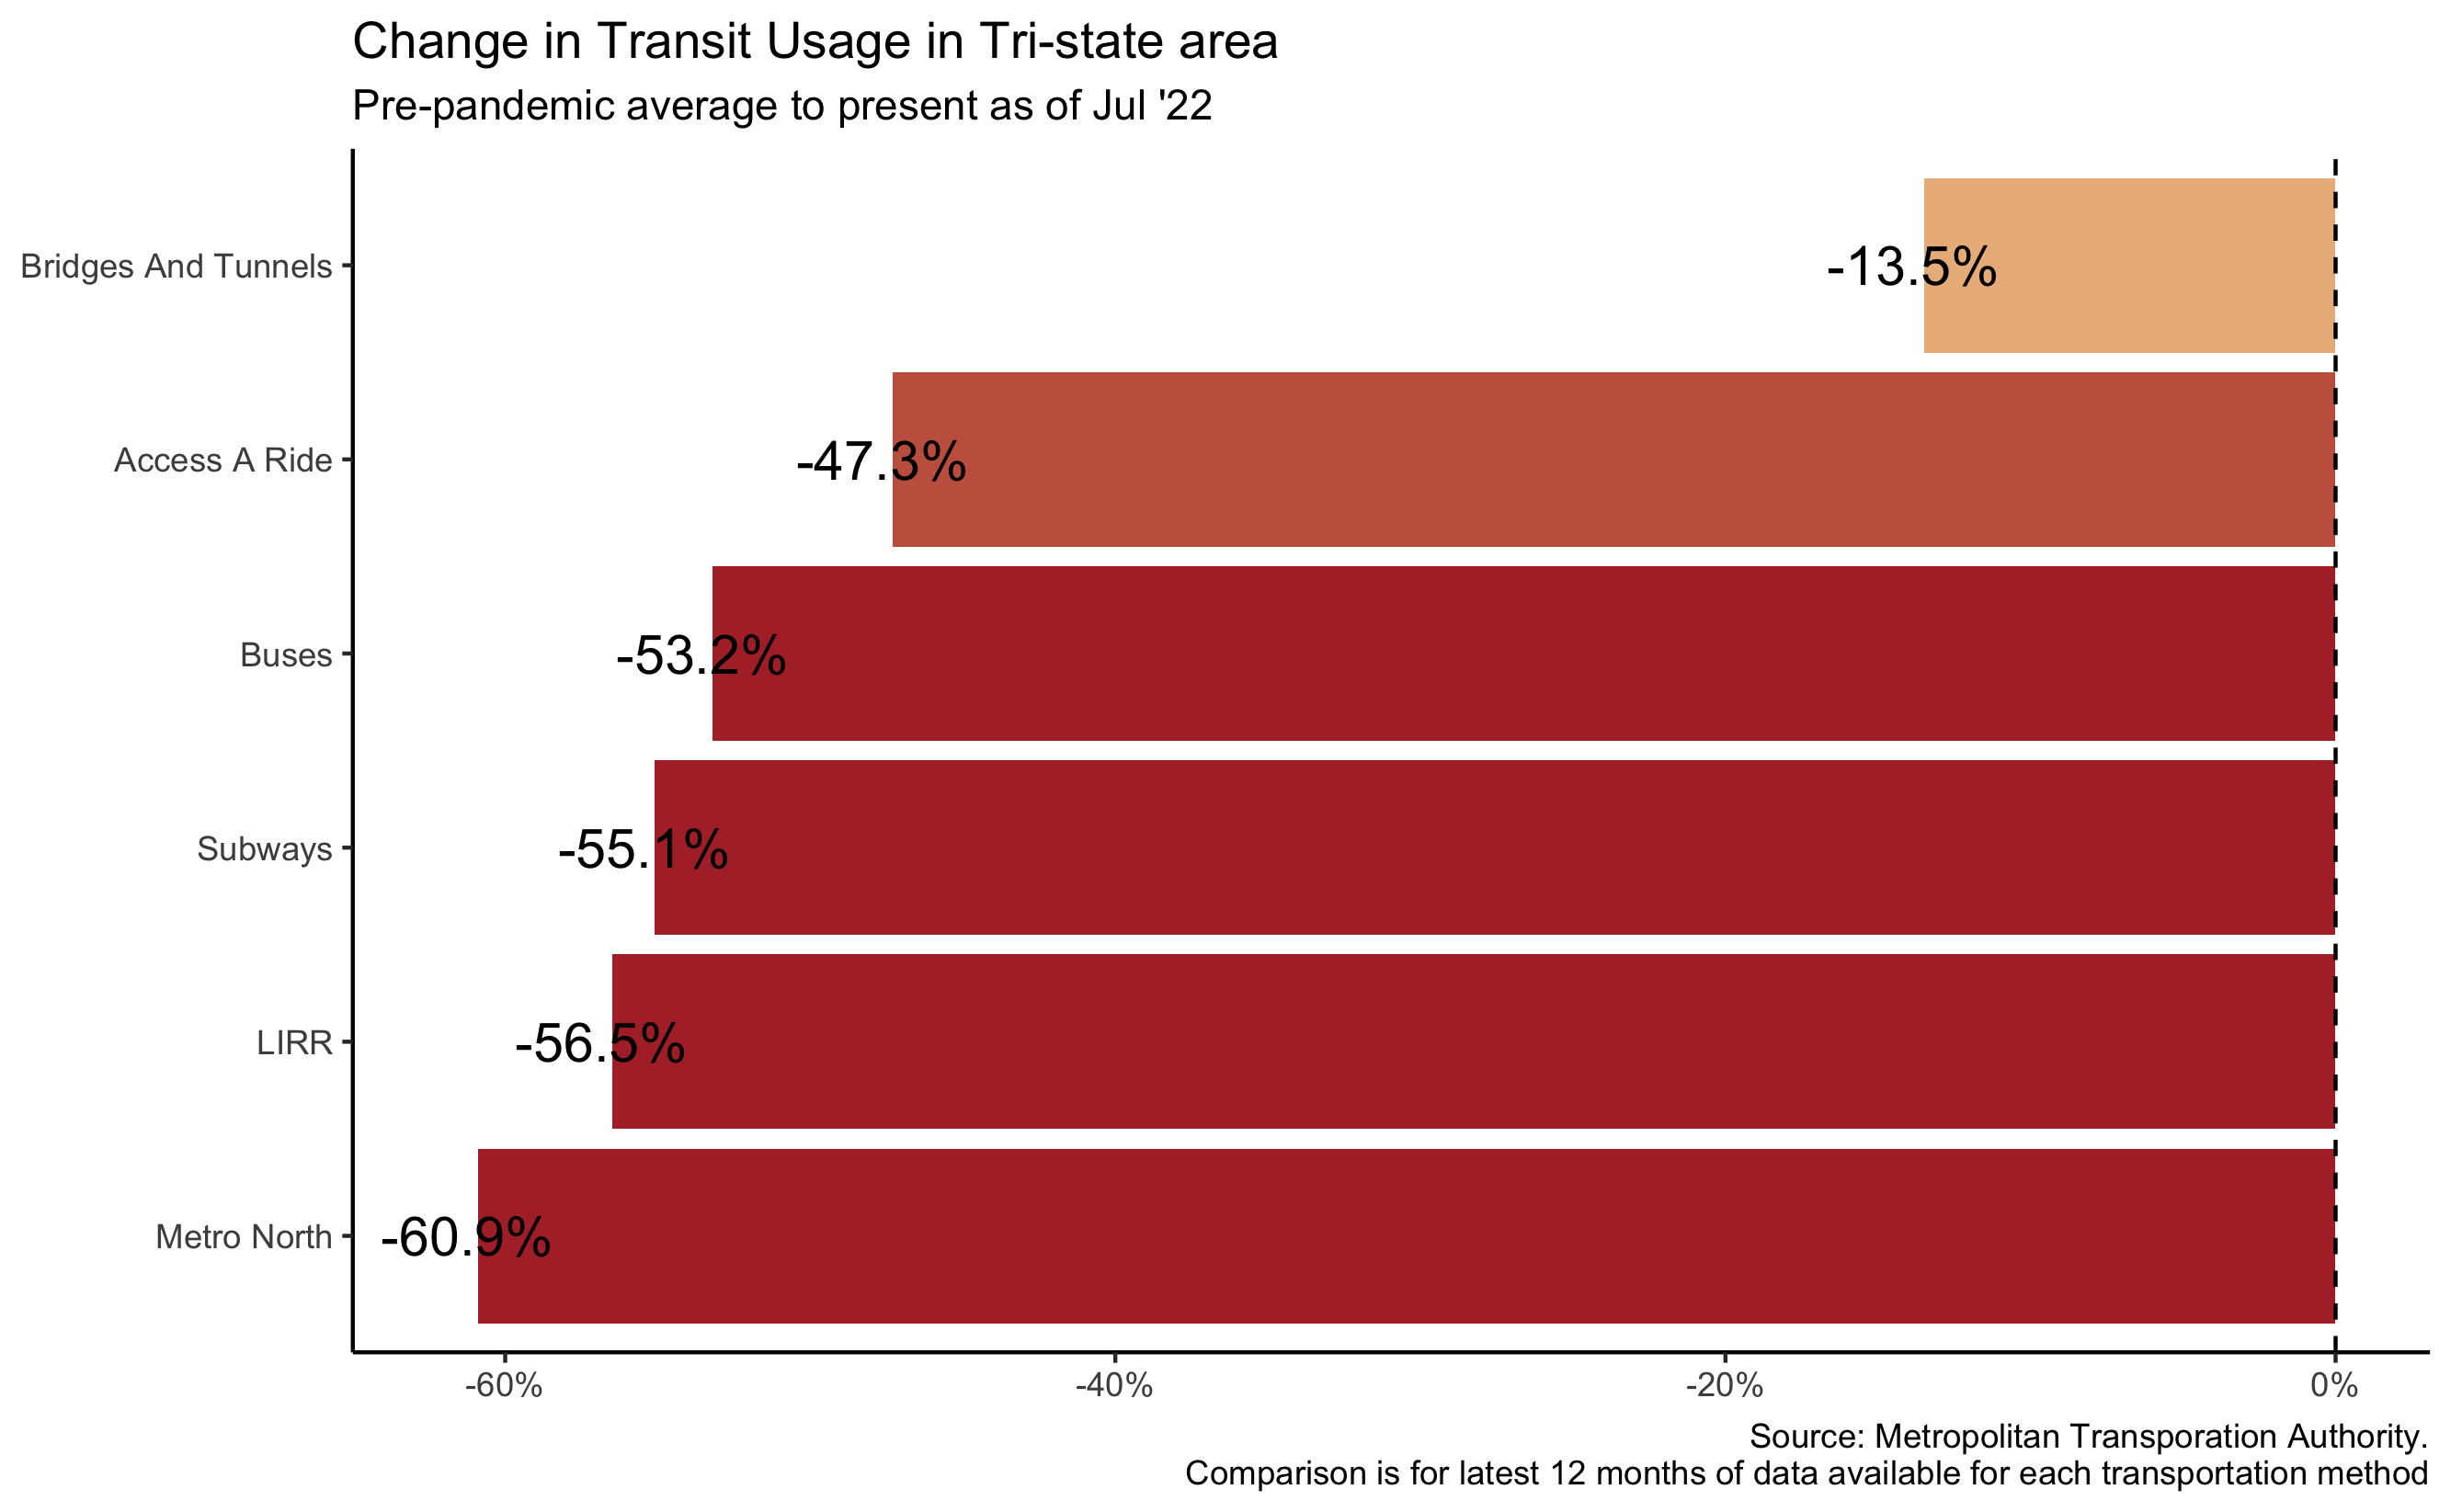 Change in Transit Usage in Tri-state area
Pre-pandemic average to present as of Jul '22
Bridges And Tunnels
-13.5%
Access A Ride
-47.3%
Buses
-53.2%
Subways
-55.1%
LIRR
-56.5%
Metro North
-60.9%
-60%
-40%
-20%
0%
Source: Metropolitan Transporation Authority.
Comparison is for latest 12 months of data available for each transportation method